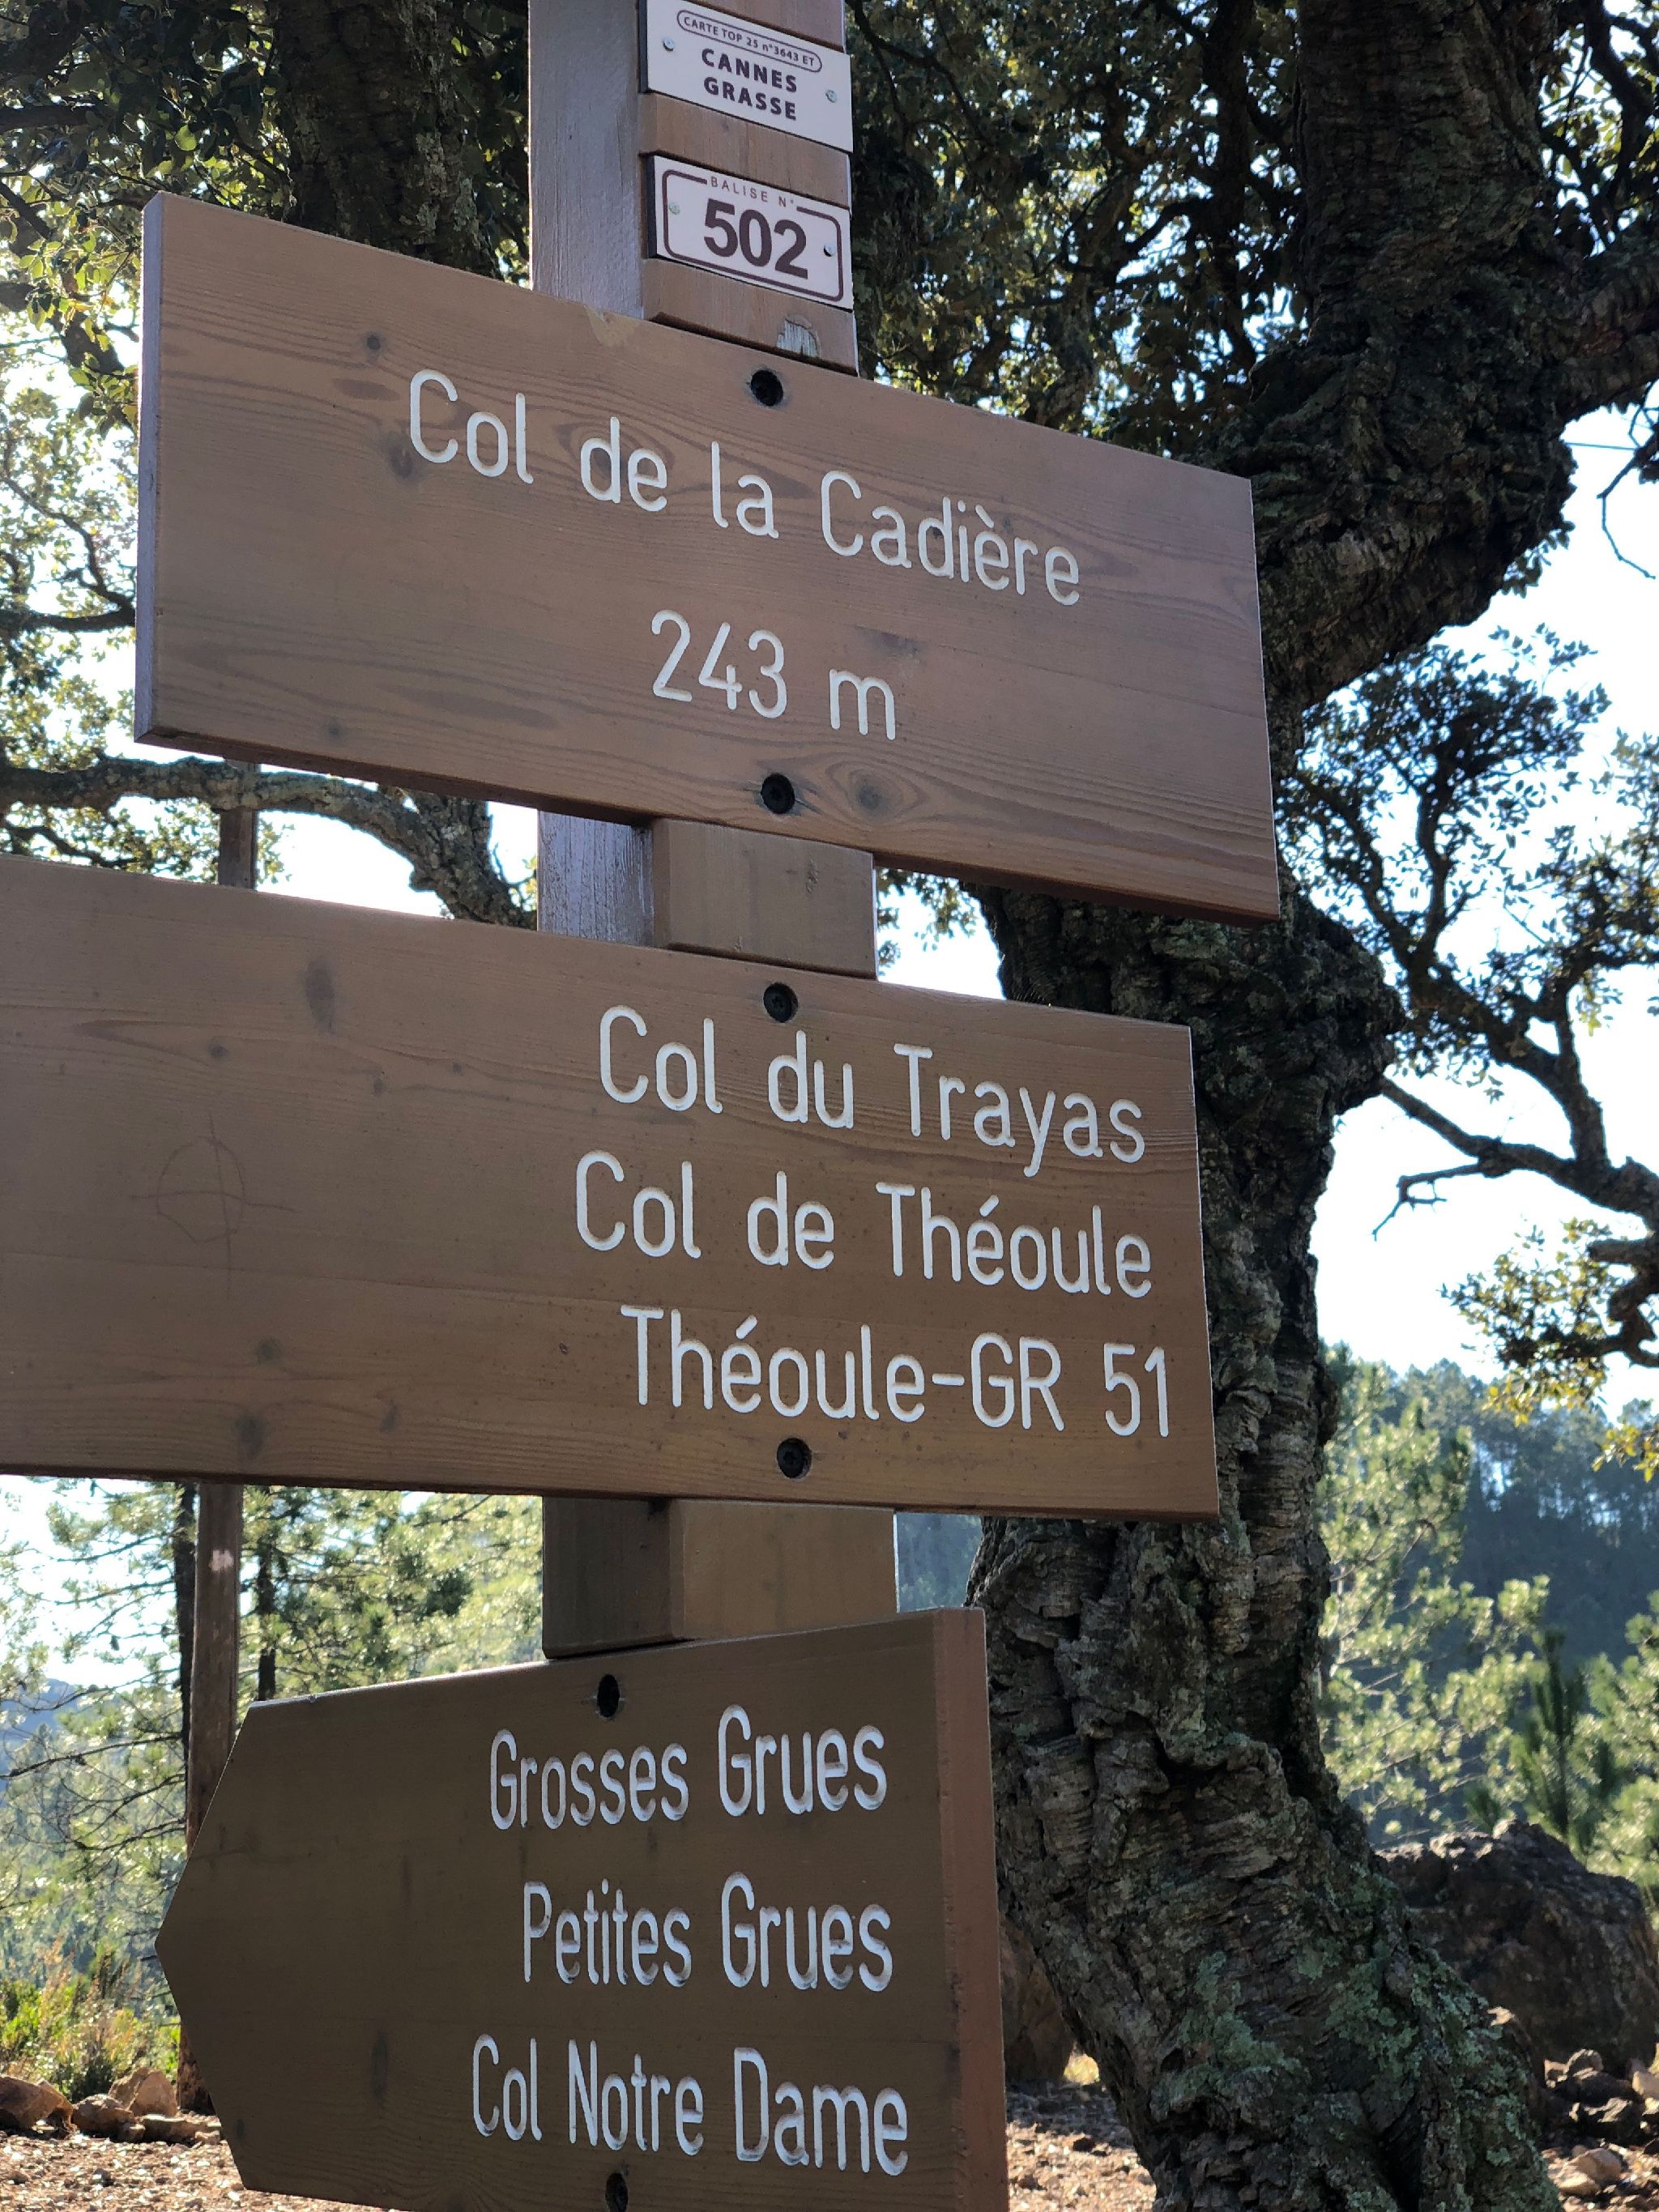 CARTE TOP 25 n°3643 ET
CANNES
GRASSE
BALISE N°
502
Col de la Cadière
243 m
Col du Trayas
Col de Théoule
Théoule-GR 51
Grosses Grues
Petites Grues
Col Notre Dame